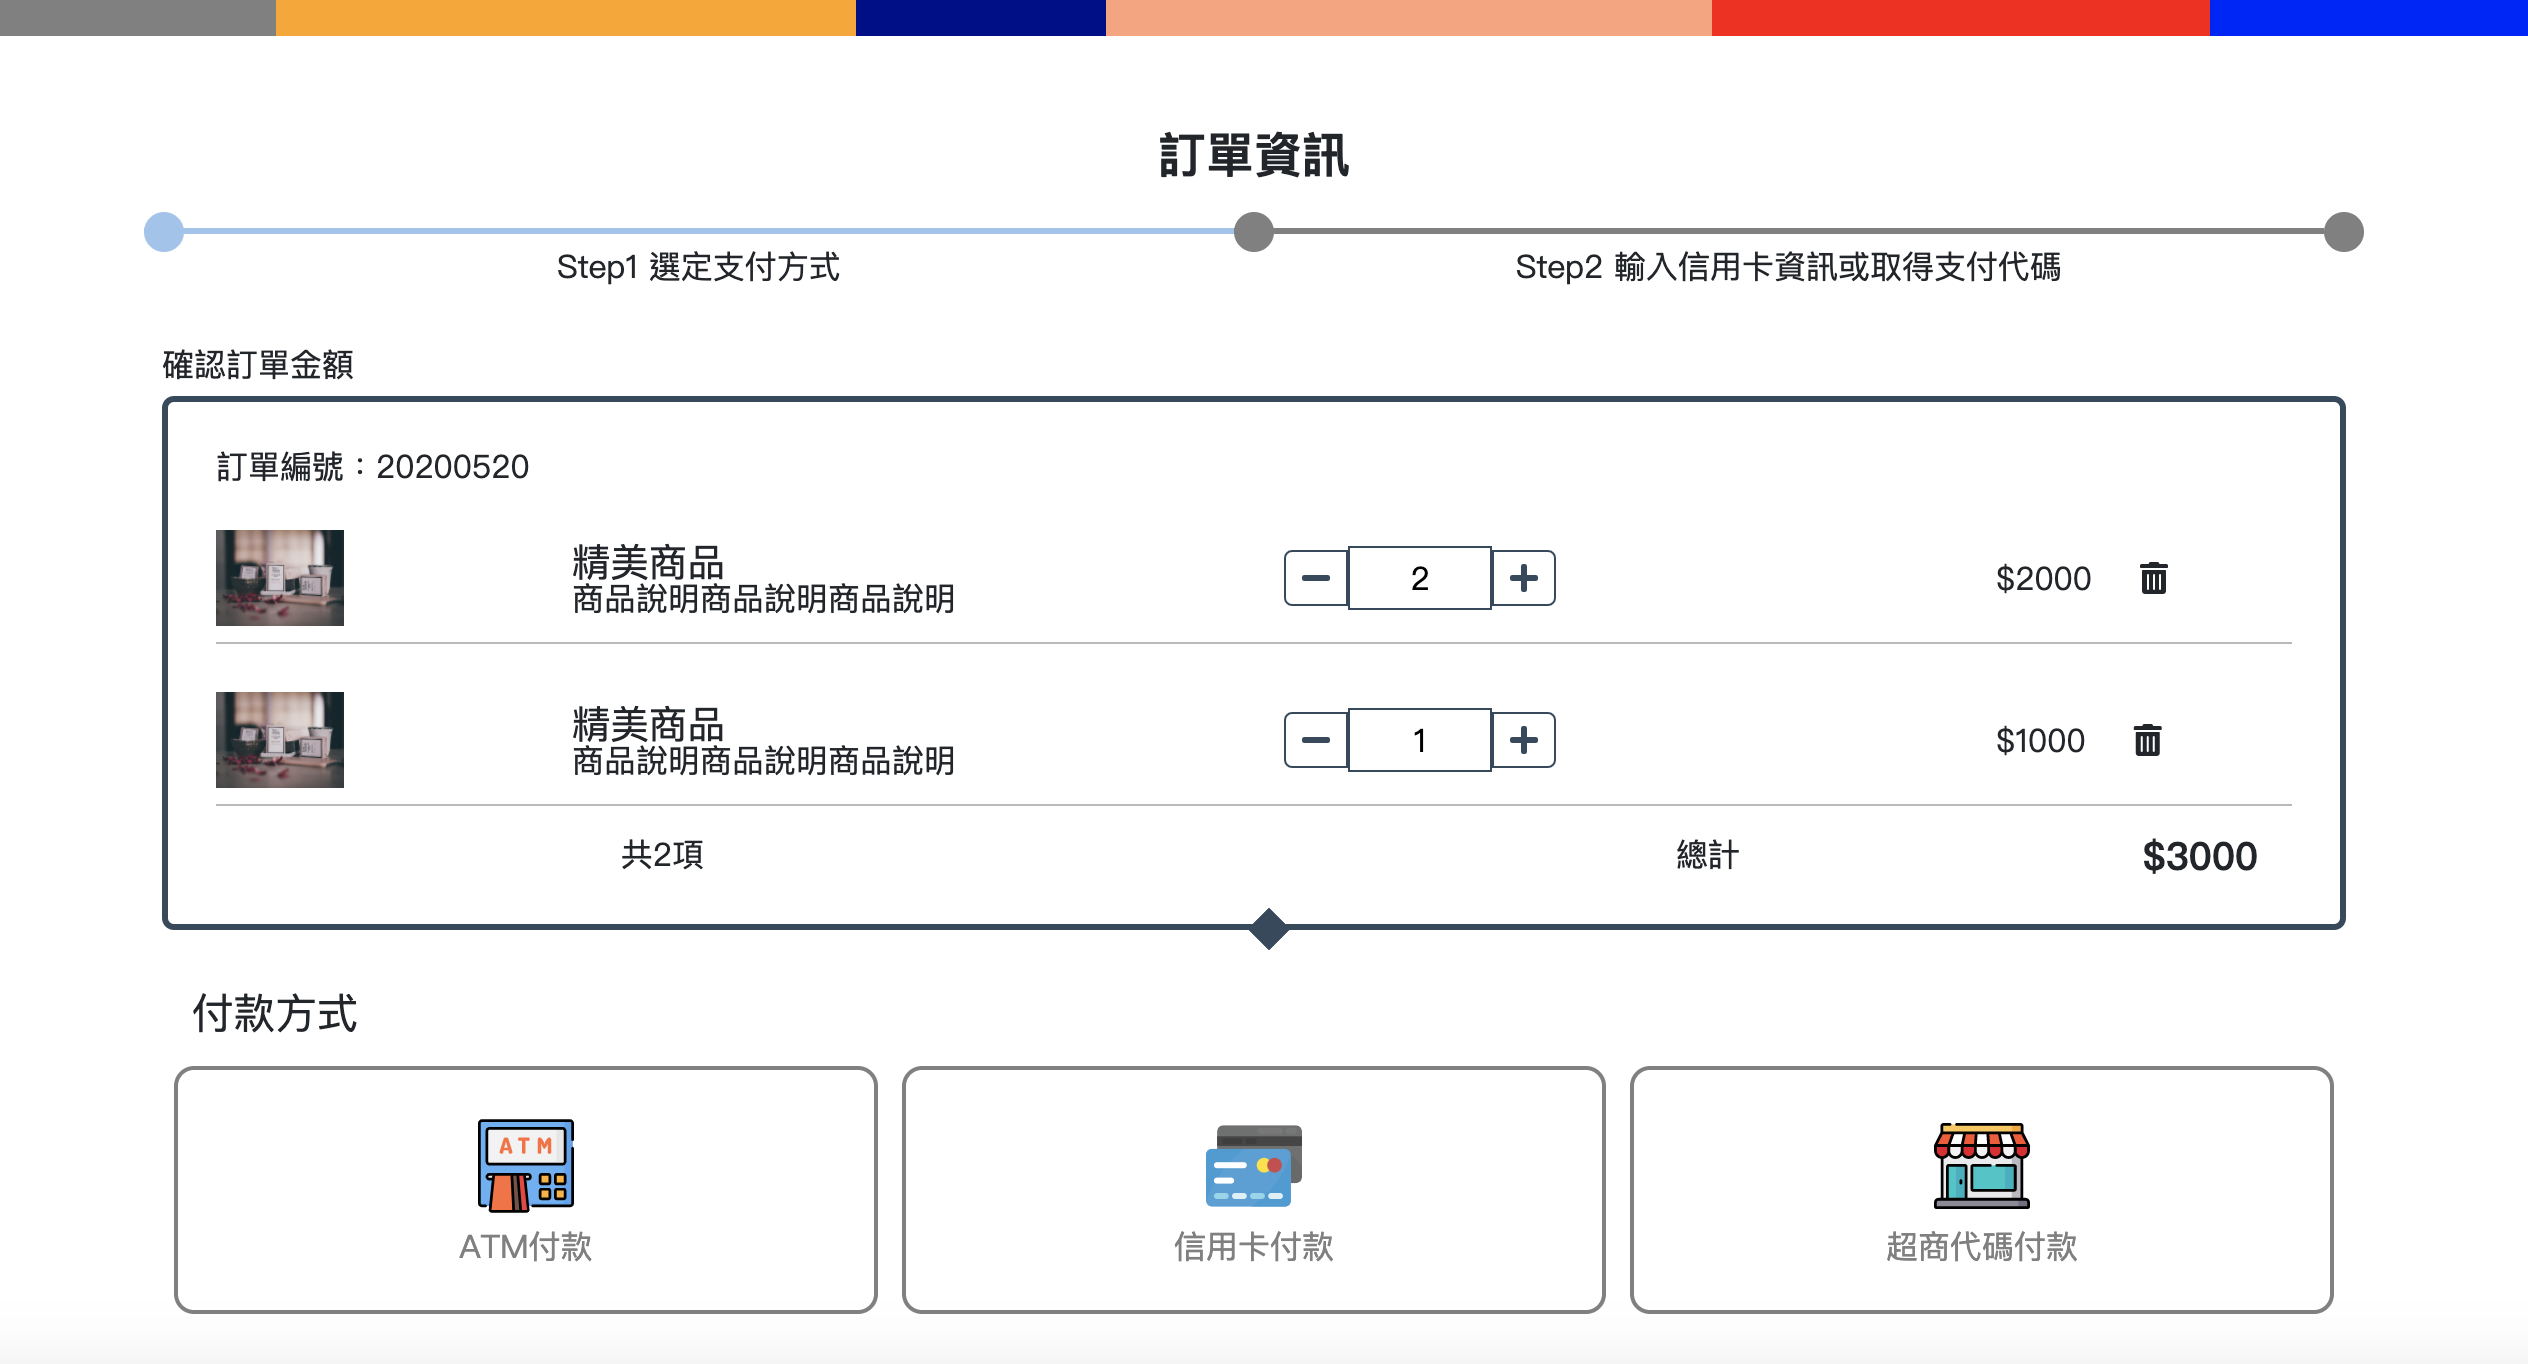 訂單資訊
Step1 選定支付方式
Step2 輸入信用卡資訊或取得支付代碼
確認訂單金額
訂單編號：20200520
精美商品
商品說明商品說明商品說明
2
$2000
精美商品
商品說明商品說明商品說明
1
$1000
共2項
總計
$3000
付款方式
ATM
ATM付款
信用卡付款
超商代碼付款